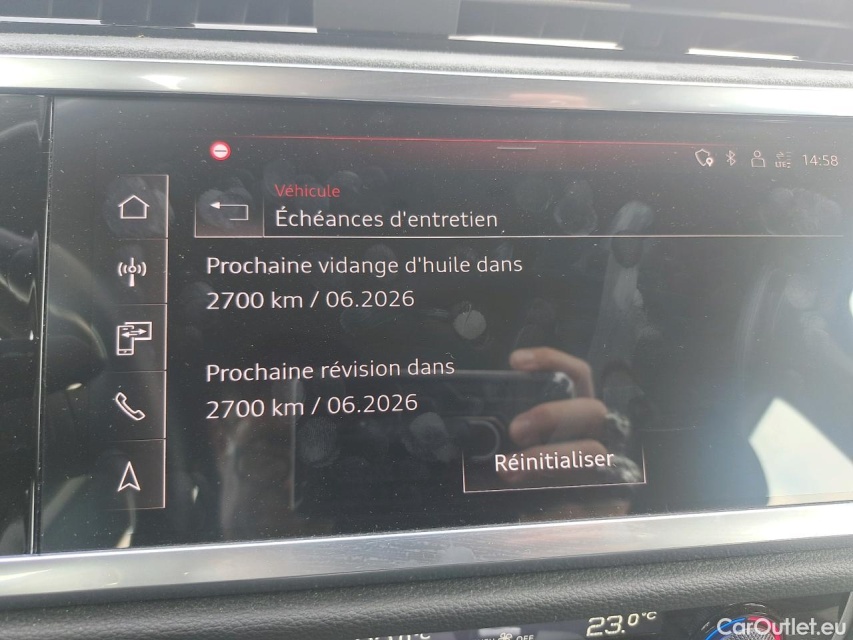 14:58
Véhicule
Échéances d'entretien
Prochaine vidange d'huile dans
2700 km / 06.2026
Prochaine révision dans
2700 km / 06.2026
Réinitialiser
23.0°C
OFF
CarOutlet.eu